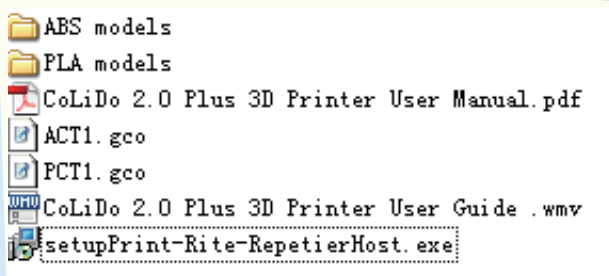 ABS models
PLA models
CoLiDo 2.0 Plus 3D Printer User Manual.pdf
ACT1.gco
PCT1.gco
WMV
CoLiDo 2.0 Plus 3D Printer User Guide .wmv
setupPrint-Rite-RepetierHost.exe